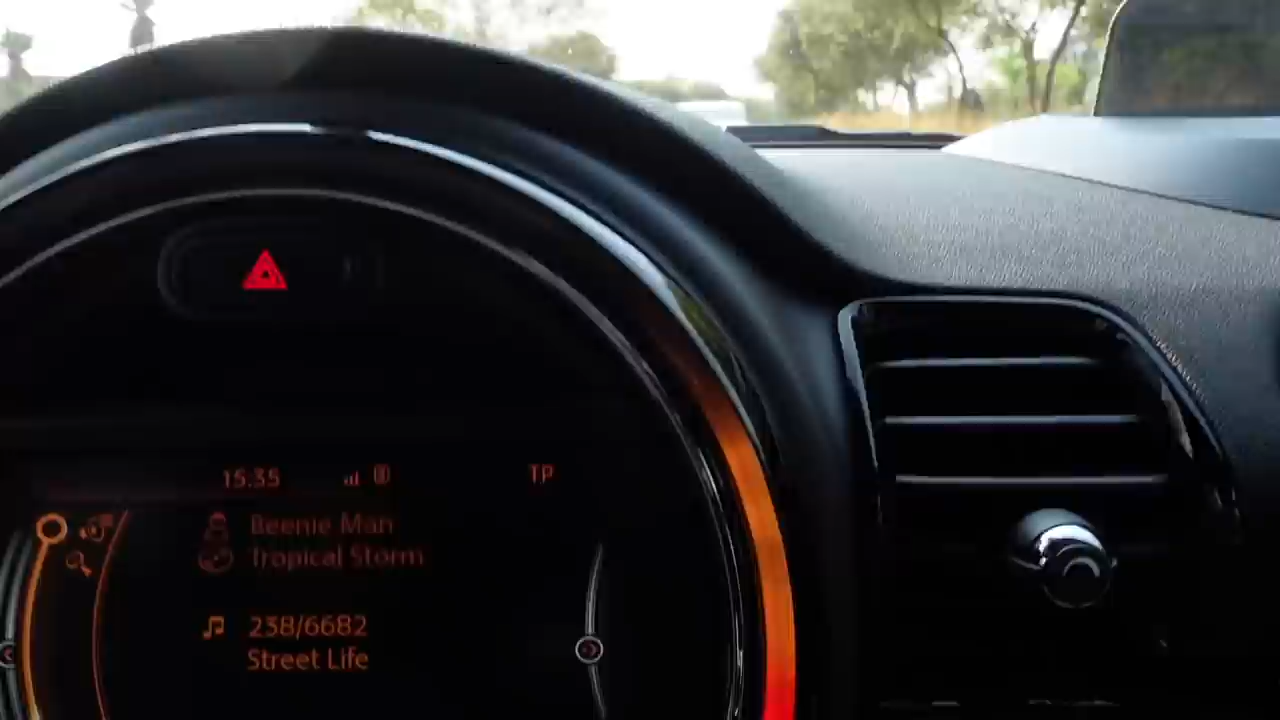 15:35
TP
Beenie Man
Tropical Storm
238/6682
Street Life